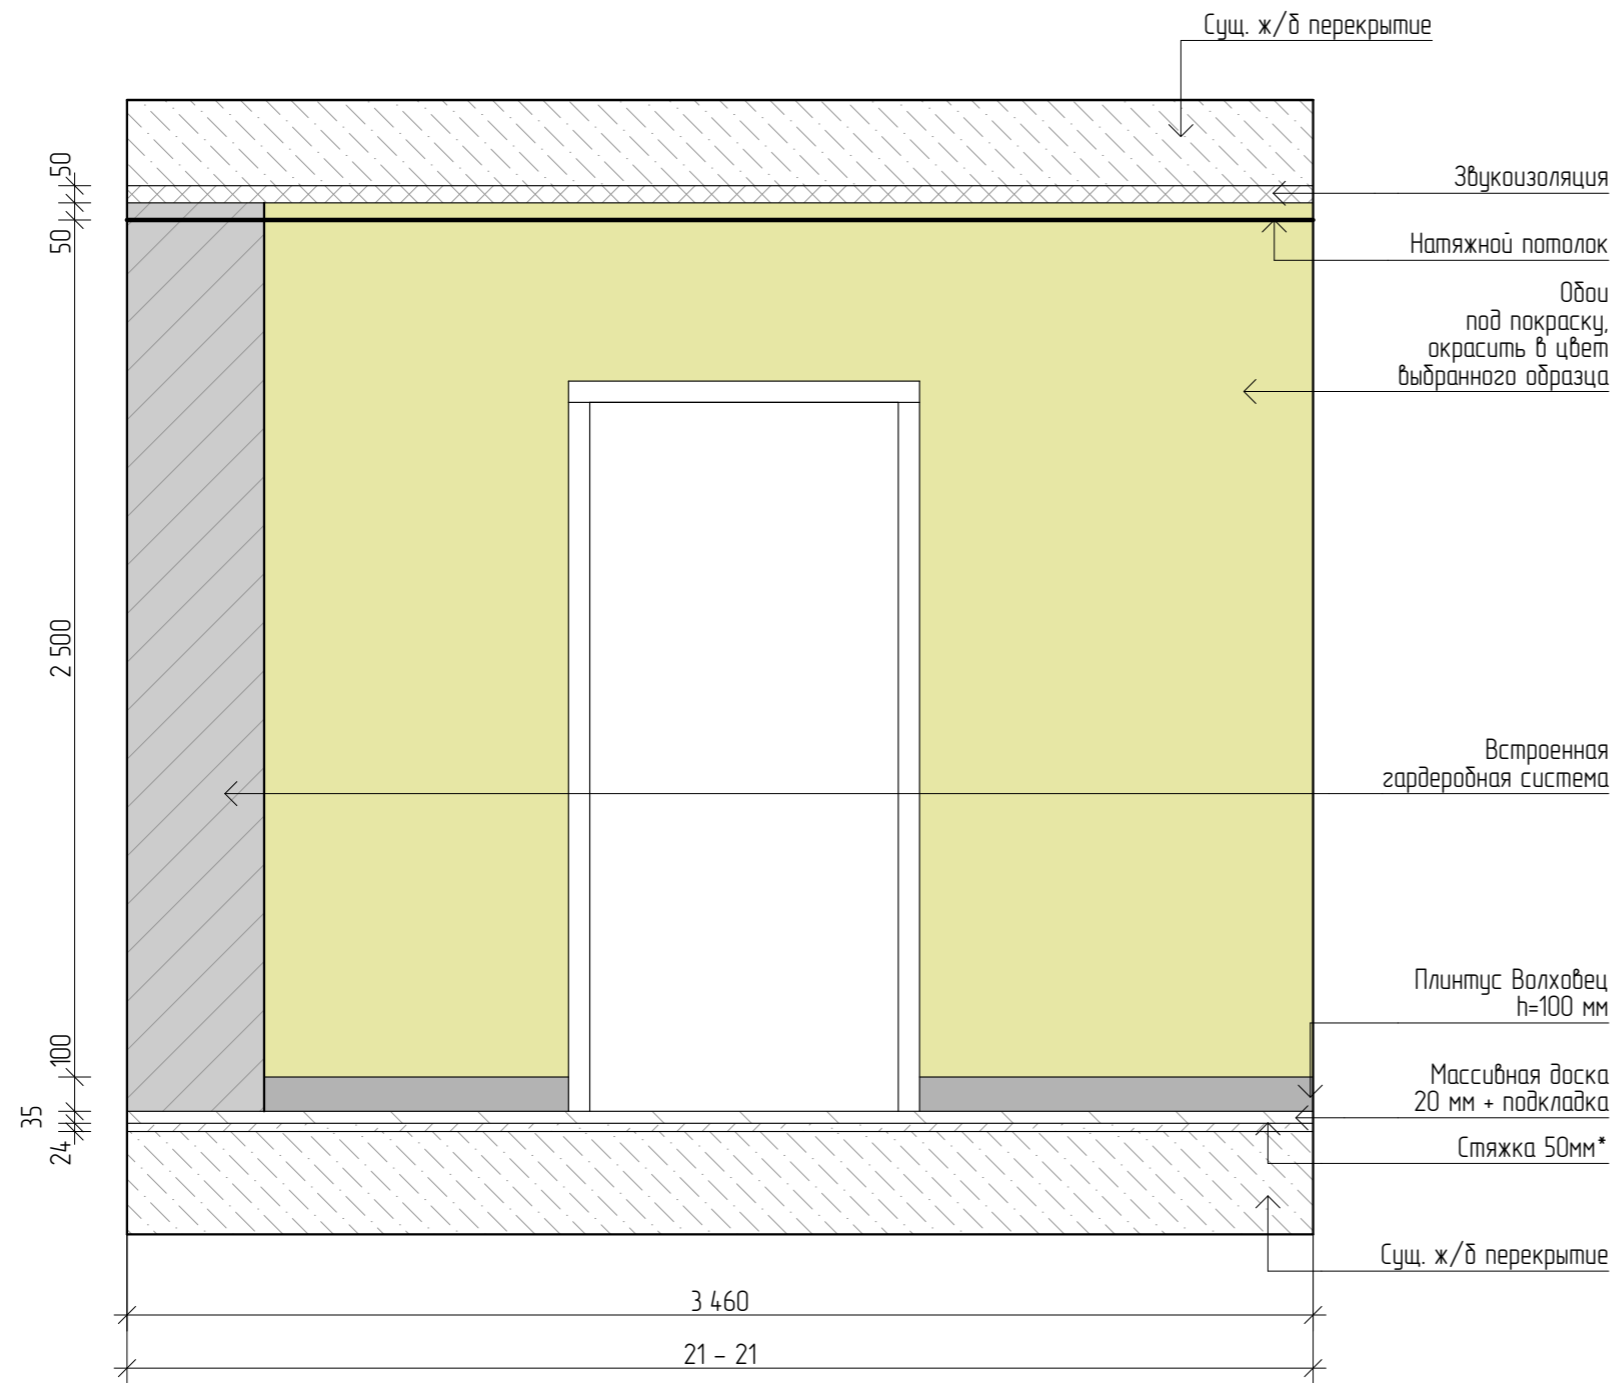 Сущ. ж/б перекрытие
Звукоизоляция
Натяжной потолок
Обои
под покраску,
окрасить в цвет
выбранного образца
Встроенная
гардеробная система
Плинтус Волховец
h=100 мм
Массивная доска
20 мм + подкладка
Стяжка 50мм*
Сущ. ж/б перекрытие
50
50
2 500
100
35
24
3 460
21 – 21